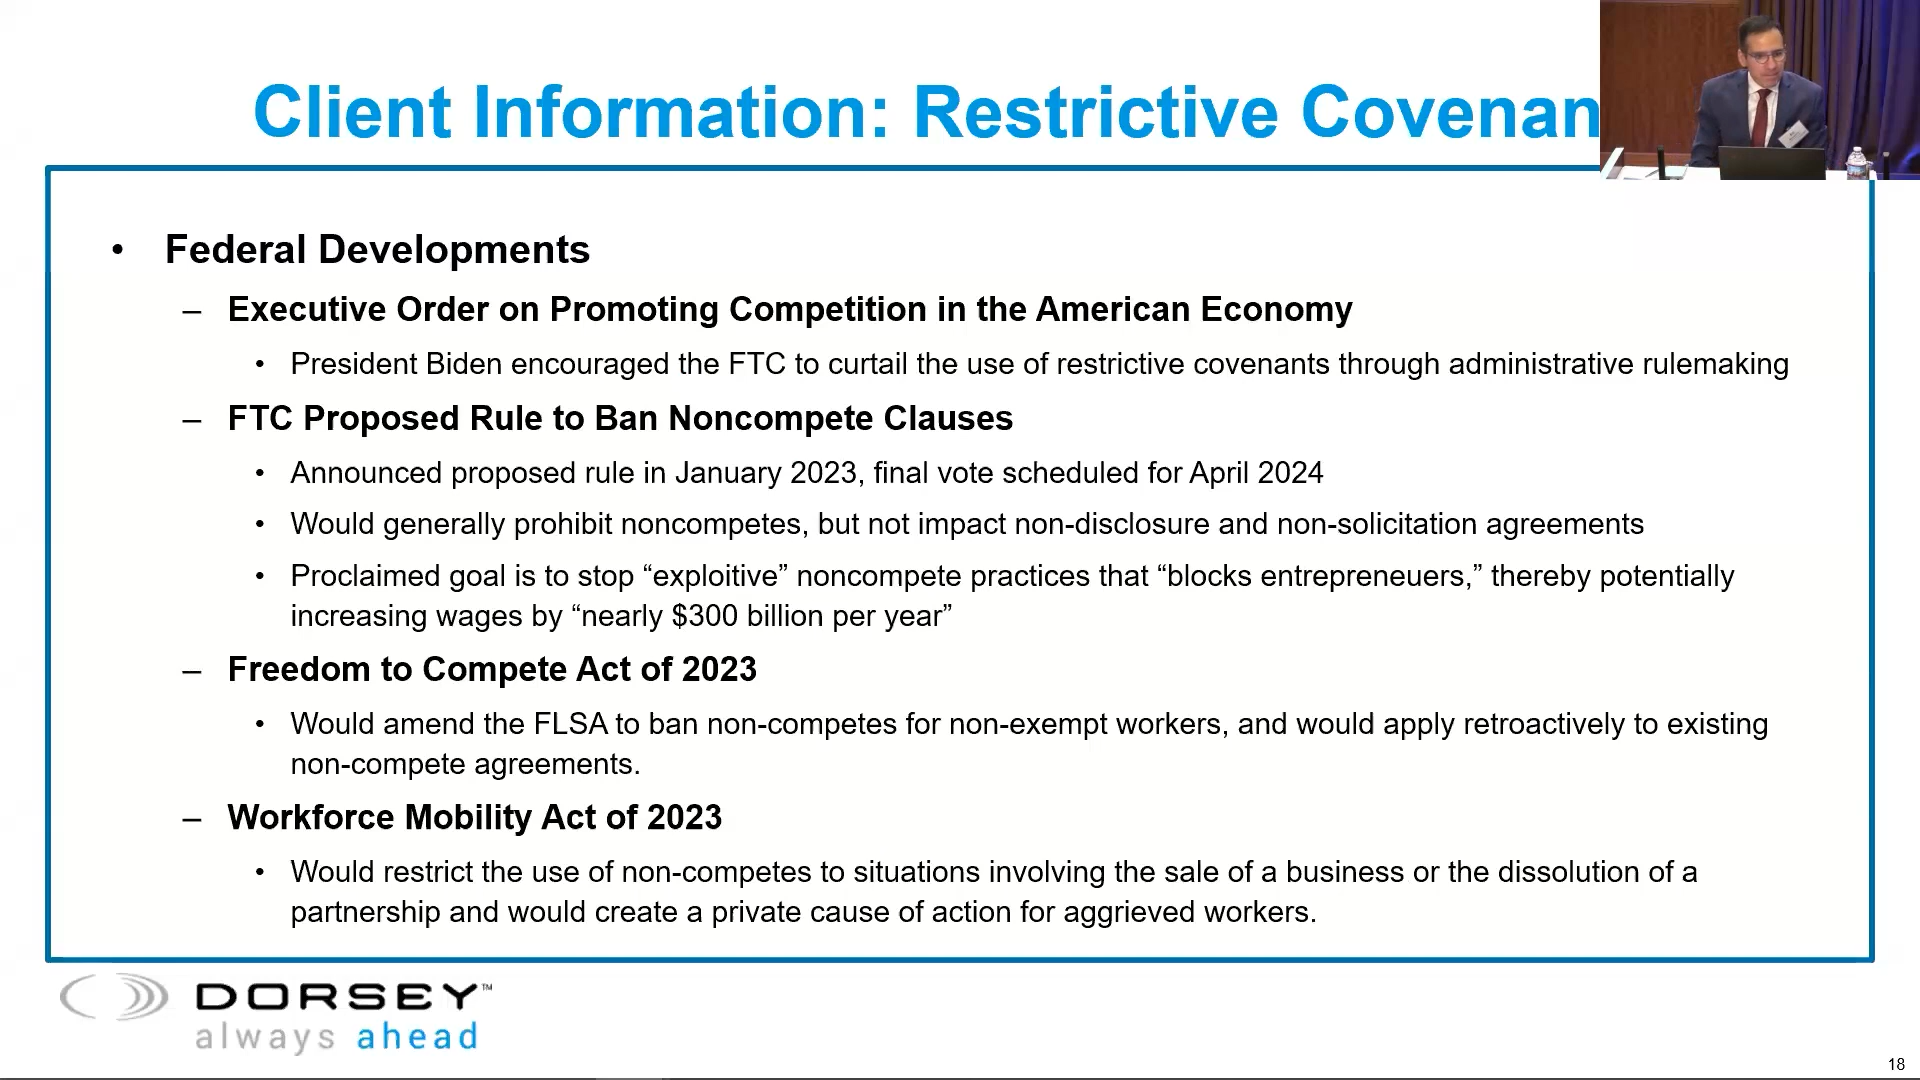 Client Information: Restrictive Covenan
• Federal Developments
– Executive Order on Promoting Competition in the American Economy
• President Biden encouraged the FTC to curtail the use of restrictive covenants through administrative rulemaking
– FTC Proposed Rule to Ban Noncompete Clauses
• Announced proposed rule in January 2023, final vote scheduled for April 2024
• Would generally prohibit noncompetes, but not impact non-disclosure and non-solicitation agreements
• Proclaimed goal is to stop “exploitive” noncompete practices that “blocks entrepreneuers,” thereby potentially
increasing wages by “nearly $300 billion per year”
– Freedom to Compete Act of 2023
• Would amend the FLSA to ban non-competes for non-exempt workers, and would apply retroactively to existing
non-compete agreements.
– Workforce Mobility Act of 2023
• Would restrict the use of non-competes to situations involving the sale of a business or the dissolution of a
partnership and would create a private cause of action for aggrieved workers.
DORSEY™
always ahead
18